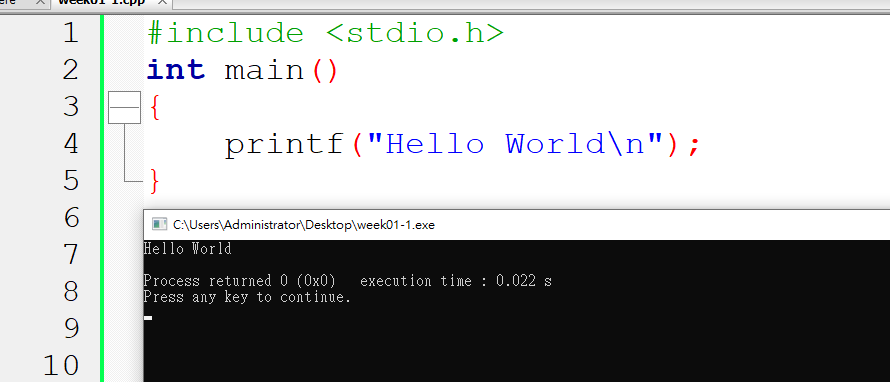 week01-1.cpp
1 #include <stdio.h>
2 int main()
3 {
4 printf("Hello World\n");
5 }
6
7
8
9
10
C:\Users\Administrator\Desktop\week01-1.exe
Hello World
Process returned 0 (0x0) execution time : 0.022 s
Press any key to continue.